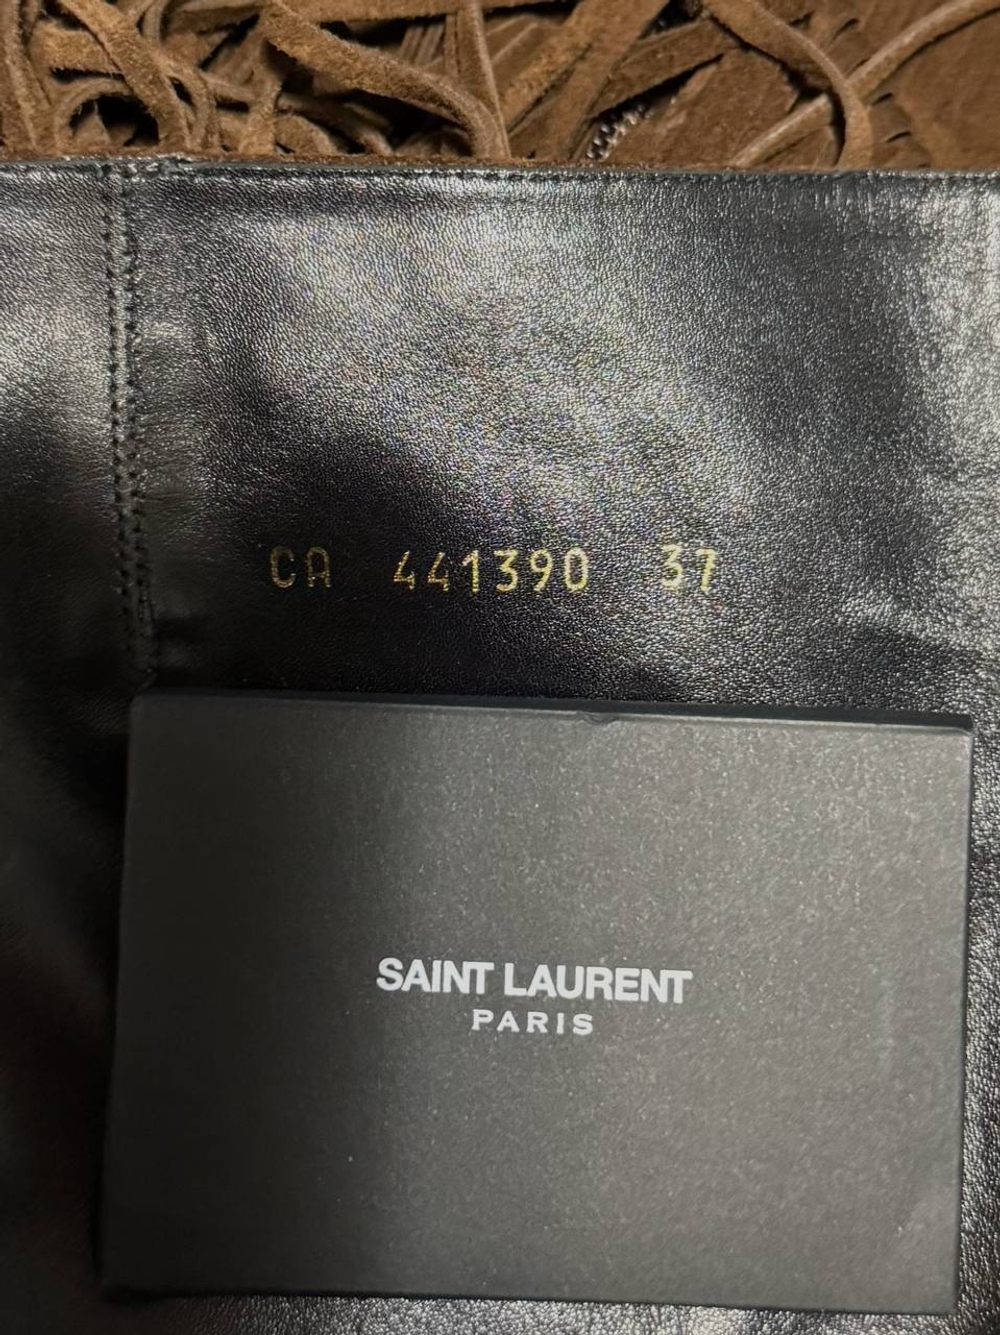 CA 441390 37
SAINT LAURENT
PARIS